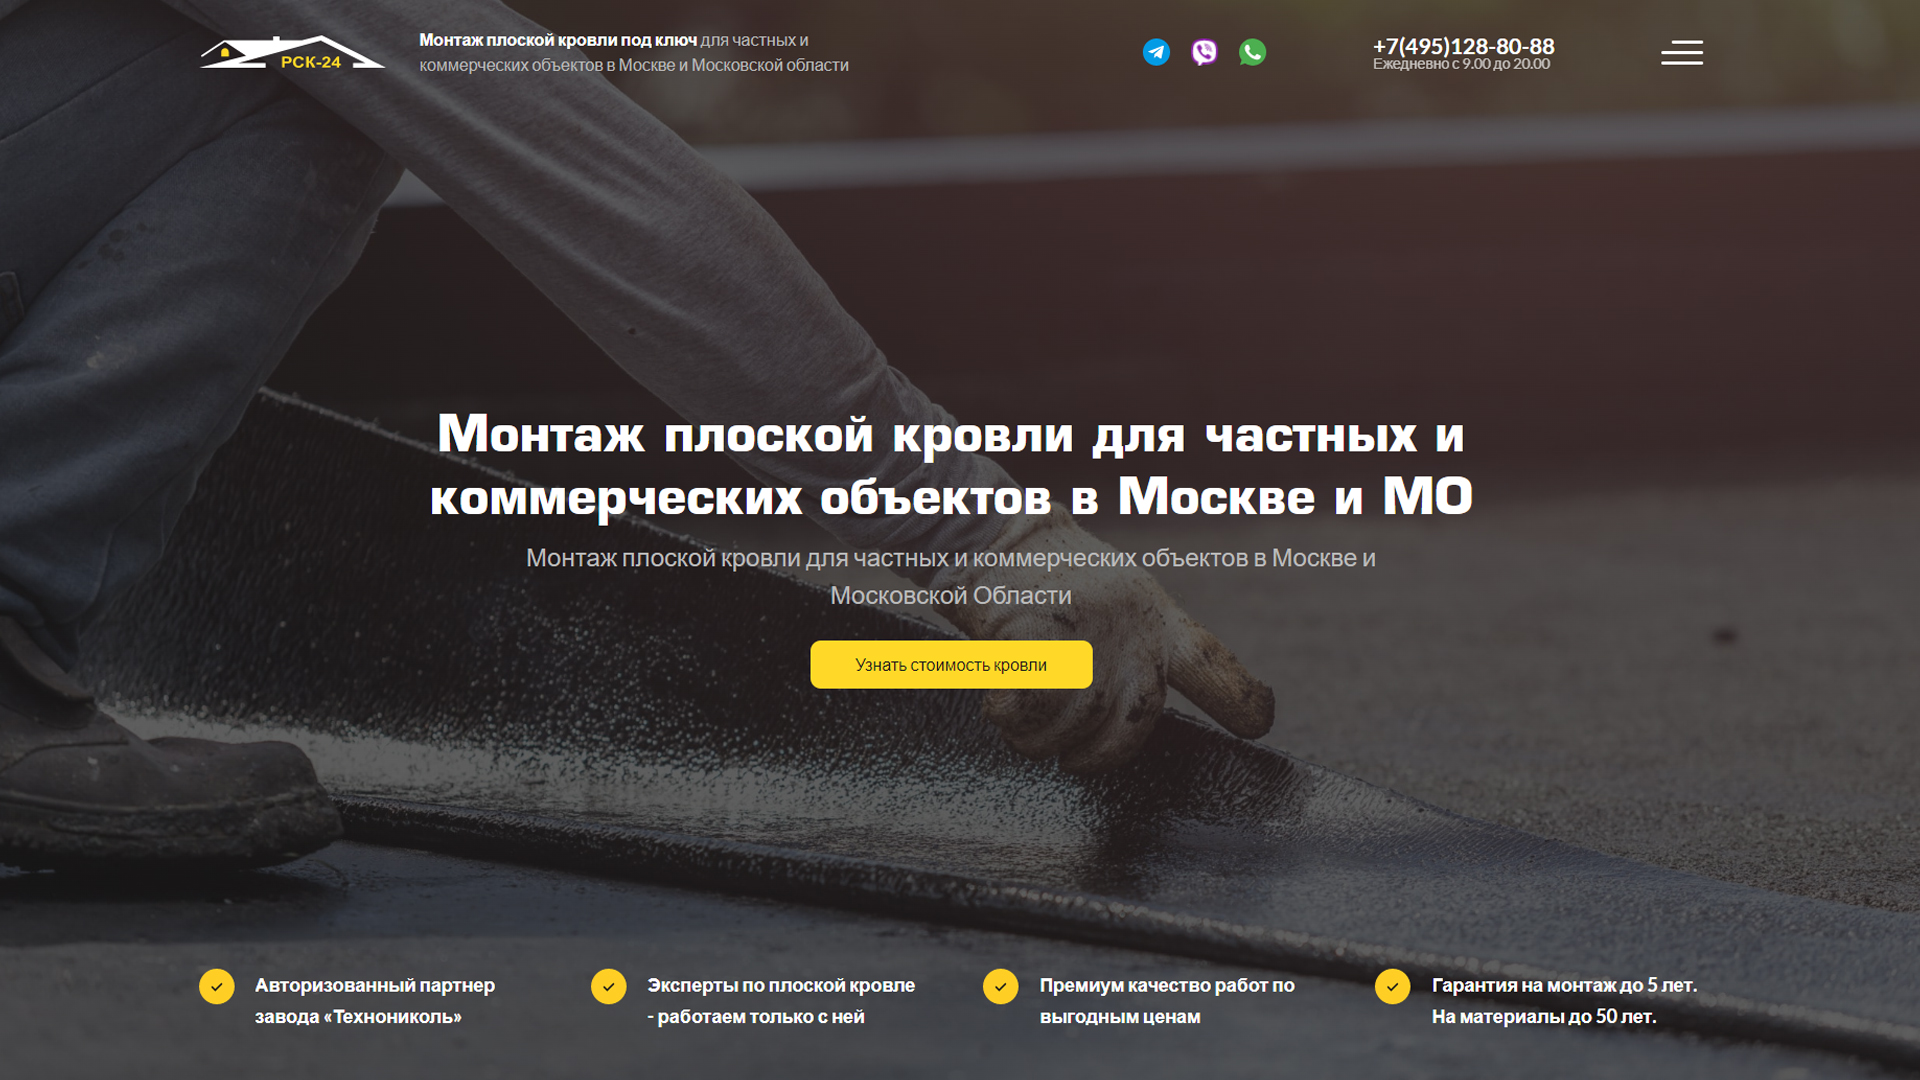 РСК-24
Монтаж плоской кровли под ключ для частных и
коммерческих объектов в Москве и Московской области
+7(495)128-80-88
Ежедневно с 9.00 до 20.00
Монтаж плоской кровли для частных и
коммерческих объектов в Москве и МО
Монтаж плоской кровли для частных и коммерческих объектов в Москве и
Московской Области
Узнать стоимость кровли
Авторизованный партнер
завода «Технониколь»
Эксперты по плоской кровле
- работаем только с ней
Премиум качество работ по
выгодным ценам
Гарантия на монтаж до 5 лет.
На материалы до 50 лет.